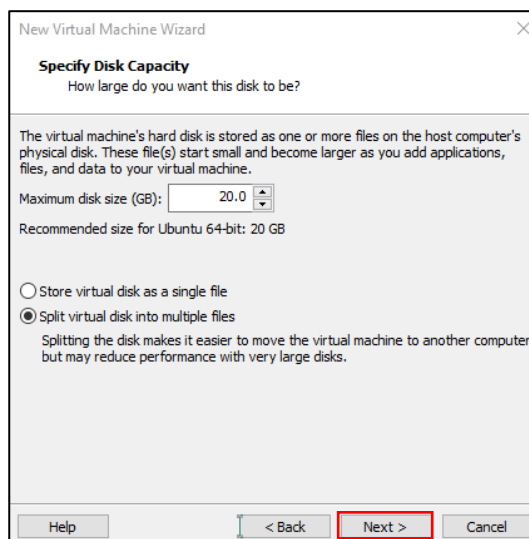 New Virtual Machine Wizard
Specify Disk Capacity
How large do you want this disk to be?
The virtual machine's hard disk is stored as one or more files on the host computer's
physical disk. These file(s) start small and become larger as you add applications,
files, and data to your virtual machine.
Maximum disk size (GB): 20.0
Recommended size for Ubuntu 64-bit: 20 GB
Store virtual disk as a single file
Split virtual disk into multiple files
Splitting the disk makes it easier to move the virtual machine to another computer
but may reduce performance with very large disks.
Help < Back Next > Cancel